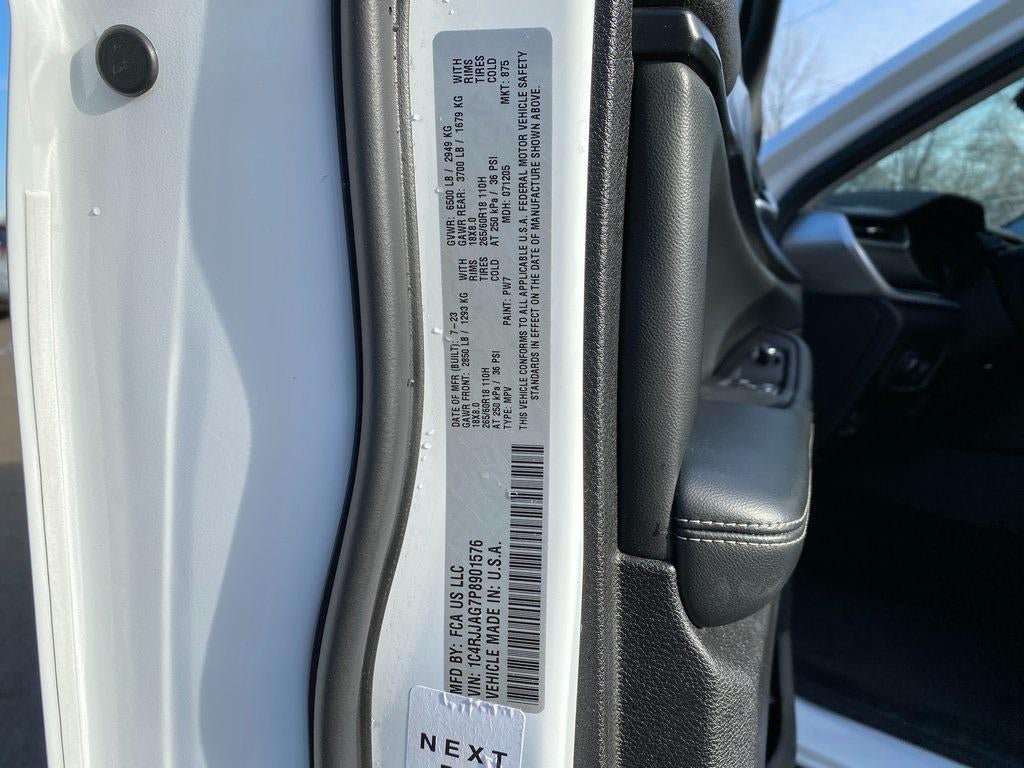 MFD BY: FCA US LLC
VIN: 1C4RJJAG7P8901576
VEHICLE MADE IN: U.S.A.
DATE OF MFR (BUILT): 7-23
GAWR FRONT: 2850 LB / 1293 KG WITH
18X8.0 RIMS
265/60R18 110H TIRES
AT 250 kPa / 36 PSI COLD
TYPE: MPV PAINT: PW7
GVWR: 6500 LB / 2949 KG
GAWR REAR: 3700 LB / 1679 KG WITH
18X8.0 RIMS
265/60R18 110H TIRES
AT 250 kPa / 36 PSI COLD
MDH: 071205 MKT: 875
THIS VEHICLE CONFORMS TO ALL APPLICABLE U.S.A. FEDERAL MOTOR VEHICLE SAFETY
STANDARDS IN EFFECT ON THE DATE OF MANUFACTURE SHOWN ABOVE.
NEXT